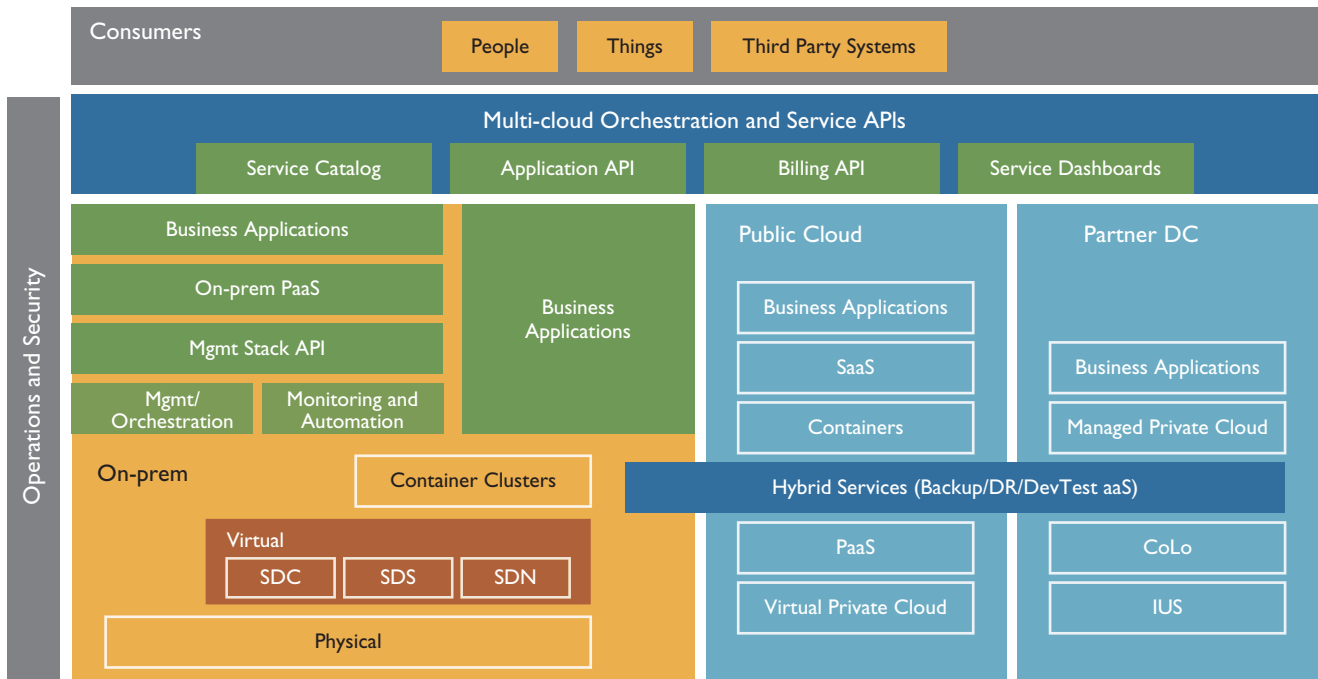 Consumers
People
Things
Third Party Systems
Operations and Security
Multi-cloud Orchestration and Service APIs
Service Catalog
Application API
Billing API
Service Dashboards
Business Applications
On-prem PaaS
Mgmt Stack API
Mgmt/
Orchestration
Monitoring and
Automation
Business
Applications
On-prem
Container Clusters
Virtual
SDC
SDS
SDN
Physical
Public Cloud
Business Applications
SaaS
Containers
Partner DC
Business Applications
Managed Private Cloud
Hybrid Services (Backup/DR/DevTest aaS)
PaaS
Virtual Private Cloud
CoLo
IUS